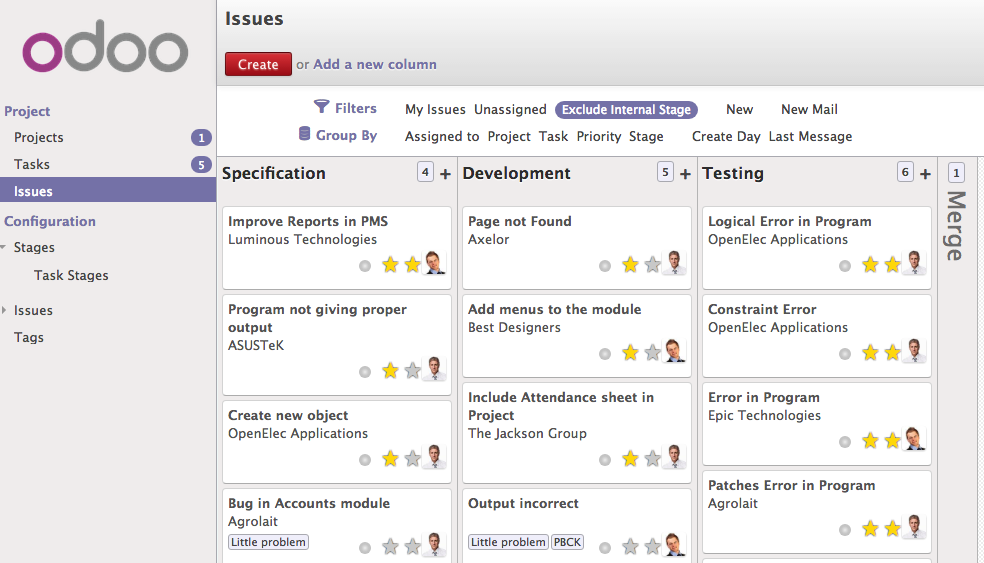 odoo
Project
Projects 1
Tasks 5
Issues
Configuration
Stages
Task Stages
Issues
Tags
Issues
Create or Add a new column
Filters My Issues Unassigned Exclude Internal Stage New New Mail
Group By Assigned to Project Task Priority Stage Create Day Last Message
Specification 4 +
Improve Reports in PMS
Luminous Technologies
Program not giving proper
output
ASUSTeK
Create new object
OpenElec Applications
Bug in Accounts module
Agrolait
Little problem
Development 5 +
Page not Found
Axelor
Add menus to the module
Best Designers
Include Attendance sheet in
Project
The Jackson Group
Output incorrect
Little problem PBCK
Testing 6 +
Logical Error in Program
OpenElec Applications
Constraint Error
OpenElec Applications
Error in Program
Epic Technologies
Patches Error in Program
Agrolait
1
Merge